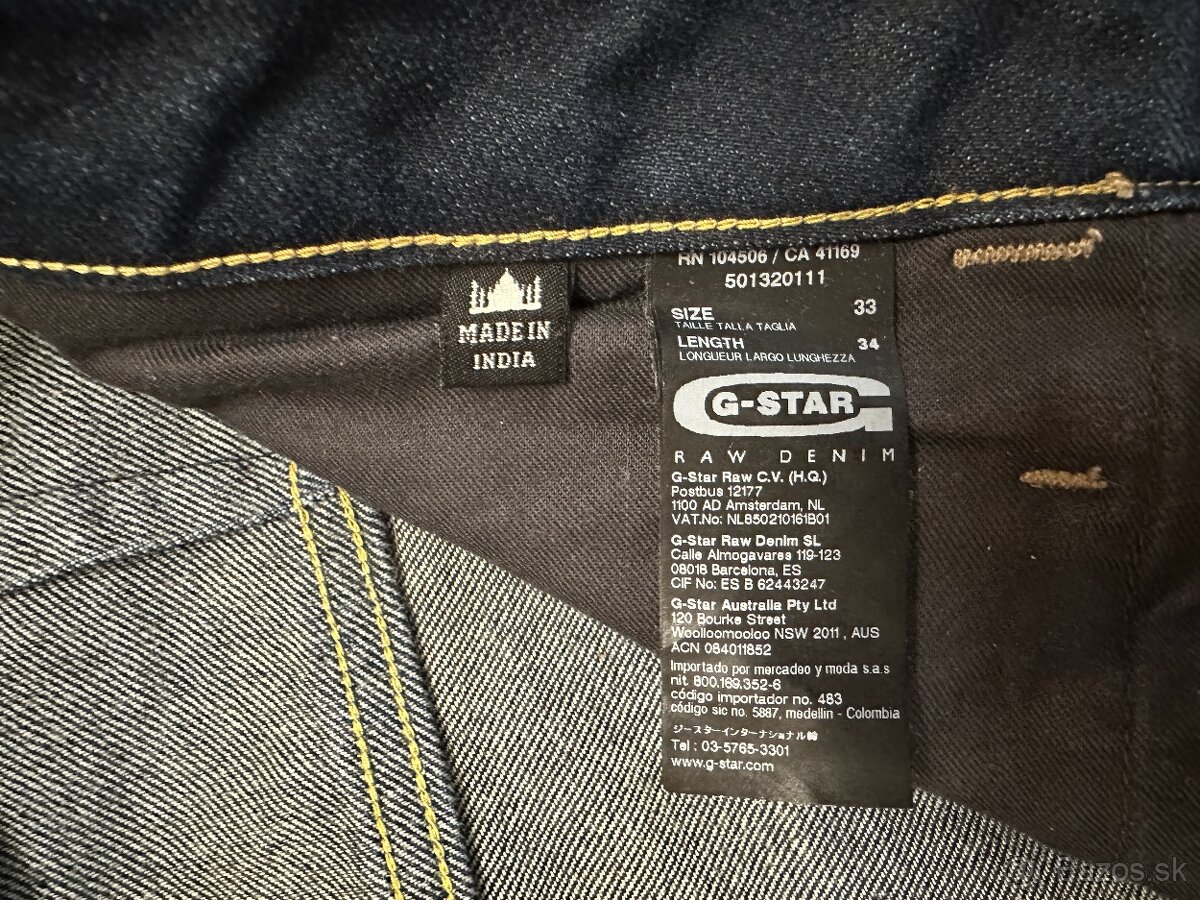 MADE IN
INDIA
RN 104506 / CA 41169
501320111
SIZE 33
TAILLE TALLA TAGLIA
LENGTH 34
LONGUEUR LARGO LUNGHEZZA
G-STAR
RAW DENIM
G-Star Raw C.V. (H.Q.)
Postbus 12177
1100 AD Amsterdam, NL
VAT.No: NL850210161B01
G-Star Raw Denim SL
Calle Almogavares 119-123
08018 Barcelona, ES
CIF No: ES B 62443247
G-Star Australia Pty Ltd
120 Bourke Street
Woolloomooloo NSW 2011 , AUS
ACN 084011852
Importado por mercadeo y moda s.a.s
nit. 800.169.352-6
código importador no. 483
código sic no. 5887, medellin - Colombia
ジースターインターナショナル㈱
Tel : 03-5765-3301
www.g-star.com
Bazos.sk